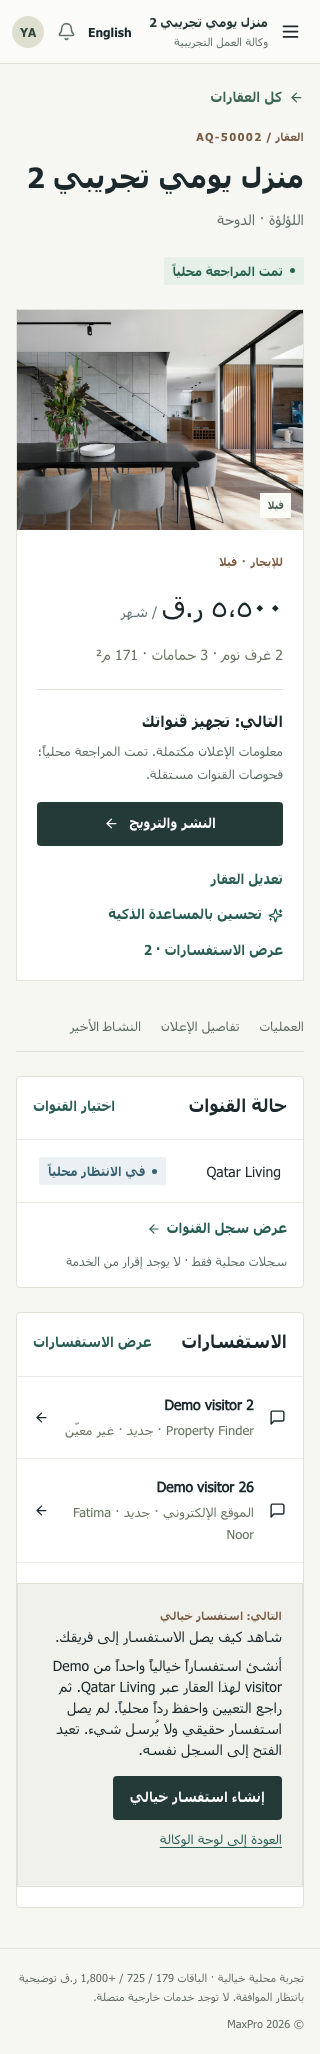 منزل يومي تجريبي 2
وكالة العمل التجريبية
English
YA
كل العقارات ←
العقار / AQ-50002
منزل يومي تجريبي 2
اللؤلؤة · الدوحة
• تمت المراجعة محلياً
فيلا
للإيجار · فيلا
٥،٥٠٠ ر.ق / شهر
2 غرف نوم · 3 حمامات · 171 م²
التالي: تجهيز قنواتك
معلومات الإعلان مكتملة. تمت المراجعة محلياً؛
فحوصات القنوات مستقلة.
النشر والترويج ←
تعديل العقار
تحسين بالمساعدة الذكية
عرض الاستفسارات · 2
العمليات
تفاصيل الإعلان
النشاط الأخير
حالة القنوات
اختيار القنوات
Qatar Living
• في الانتظار محلياً
عرض سجل القنوات ←
سجلات محلية فقط · لا يوجد إقرار من الخدمة
الاستفسارات
عرض الاستفسارات
Demo visitor 2
Property Finder · جديد · غير معيّن
Demo visitor 26
الموقع الإلكتروني · جديد · Fatima
Noor
التالي: استفسار خيالي
شاهد كيف يصل الاستفسار إلى فريقك.
أنشئ استفساراً خيالياً واحداً من Demo
visitor لهذا العقار عبر Qatar Living. ثم
راجع التعيين واحفظ رداً محلياً. لم يصل
استفسار حقيقي ولا يُرسل شيء. تعيد
الفتح إلى السجل نفسه.
إنشاء استفسار خيالي
العودة إلى لوحة الوكالة
تجربة محلية خيالية · الباقات 179 / 725 / +1,800 ر.ق توضيحية
بانتظار الموافقة. لا توجد خدمات خارجية متصلة.
© 2026 MaxPro